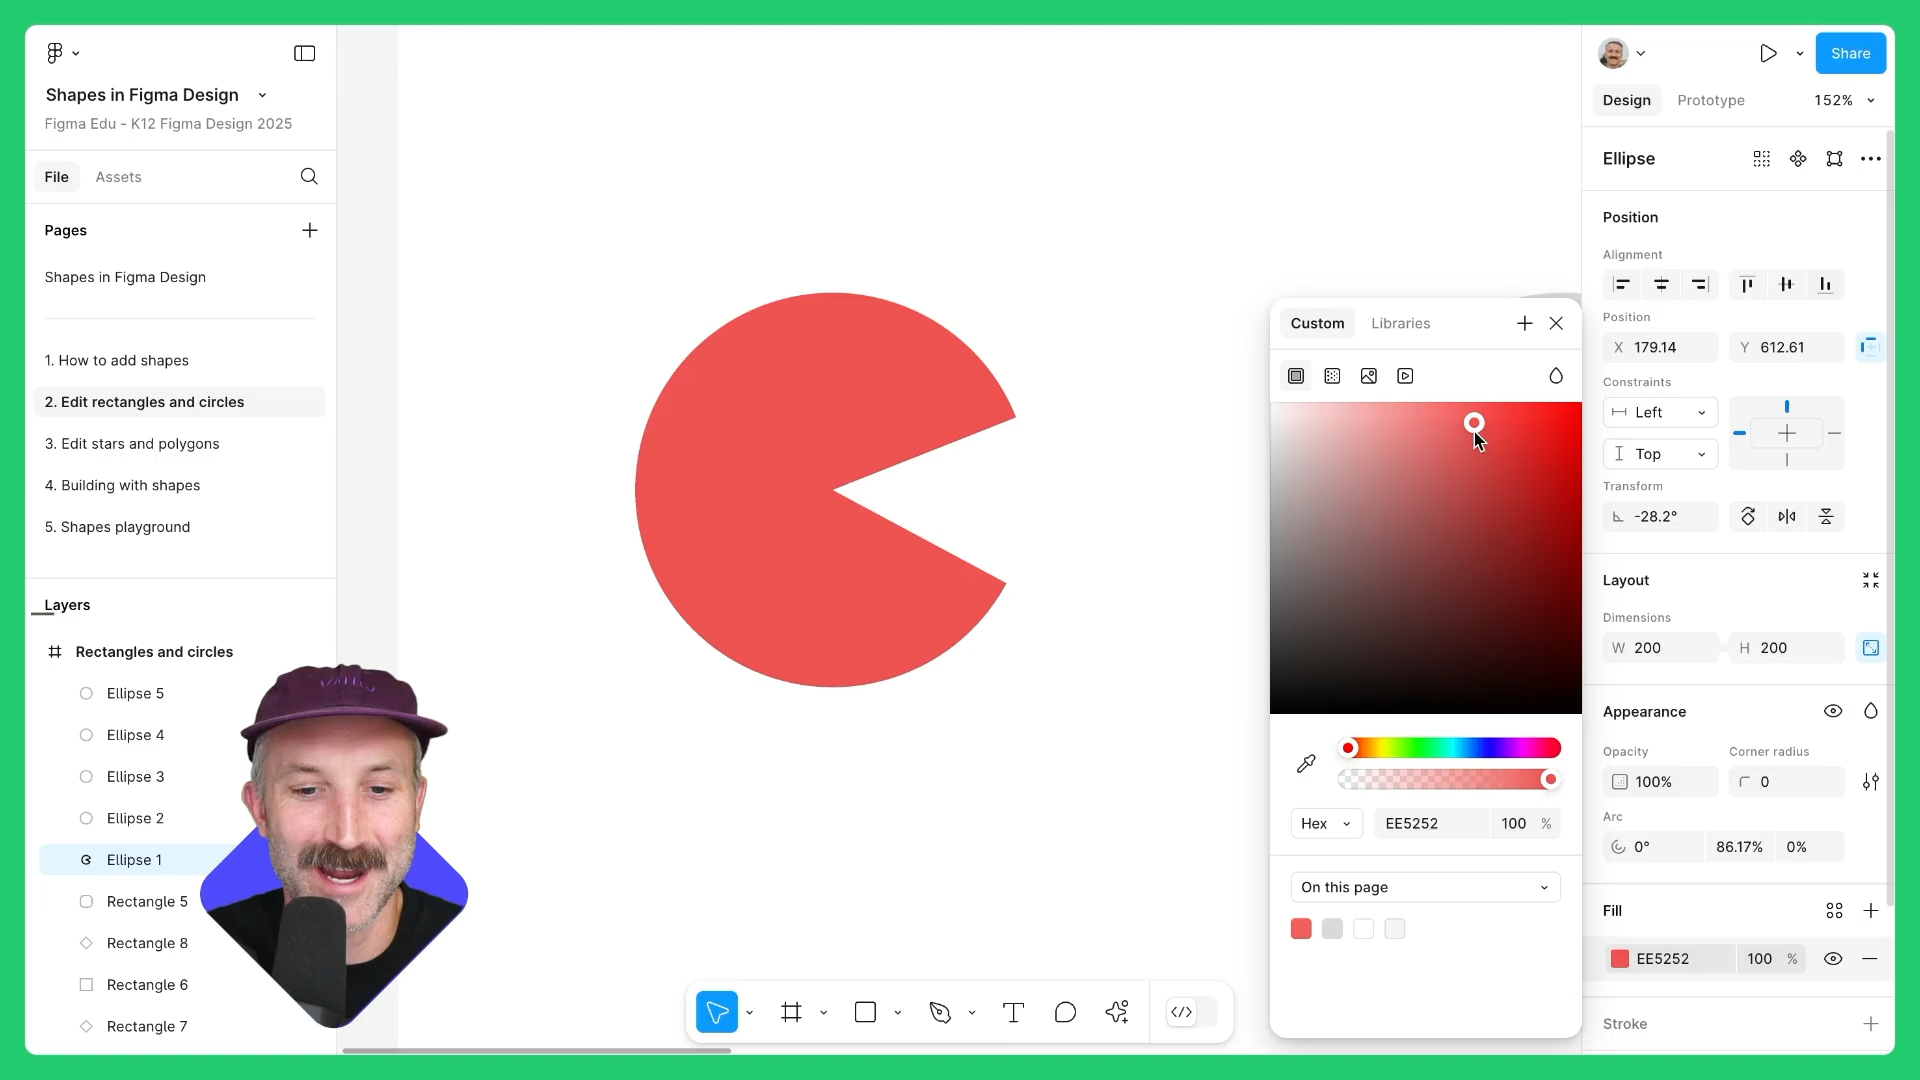 Shapes in Figma Design
Figma Edu - K12 Figma Design 2025
File
Assets
Pages
Shapes in Figma Design
1. How to add shapes
2. Edit rectangles and circles
3. Edit stars and polygons
4. Building with shapes
5. Shapes playground
Layers
Rectangles and circles
Ellipse 5
Ellipse 4
Ellipse 3
Ellipse 2
Ellipse 1
Rectangle 5
Rectangle 8
Rectangle 6
Rectangle 7
Custom
Libraries
Hex
EE5252
100 %
On this page
Share
Design
Prototype
152%
Ellipse
Position
Alignment
Position
X 179.14
Y 612.61
Constraints
Left
Top
Transform
-28.2°
Layout
Dimensions
W 200
H 200
Appearance
Opacity
Corner radius
100%
0
Arc
0°
86.17%
0%
Fill
EE5252
100 %
Stroke